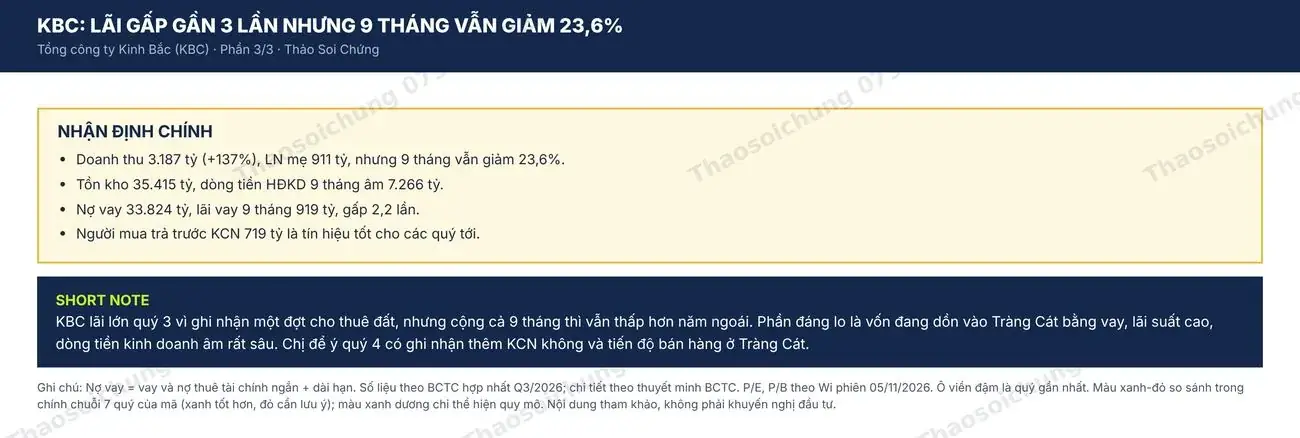 KBC: LÃI GẤP GẦN 3 LẦN NHƯNG 9 THÁNG VẪN GIẢM 23,6%
Tổng công ty Kinh Bắc (KBC) · Phần 3/3 · Thảo Soi Chứng
NHẬN ĐỊNH CHÍNH
• Doanh thu 3.187 tỷ (+137%), LN mẹ 911 tỷ, nhưng 9 tháng vẫn giảm 23,6%.
• Tồn kho 35.415 tỷ, dòng tiền HĐKD 9 tháng âm 7.266 tỷ.
• Nợ vay 33.824 tỷ, lãi vay 9 tháng 919 tỷ, gấp 2,2 lần.
• Người mua trả trước KCN 719 tỷ là tín hiệu tốt cho các quý tới.
SHORT NOTE
KBC lãi lớn quý 3 vì ghi nhận một đợt cho thuê đất, nhưng cộng cả 9 tháng thì vẫn thấp hơn năm ngoái. Phần đáng lo là vốn đang dồn vào Tràng Cát bằng vay, lãi suất cao,
dòng tiền kinh doanh âm rất sâu. Chị để ý quý 4 có ghi nhận thêm KCN không và tiến độ bán hàng ở Tràng Cát.
Ghi chú: Nợ vay = vay và nợ thuê tài chính ngắn + dài hạn. Số liệu theo BCTC hợp nhất Q3/2026; chi tiết theo thuyết minh BCTC. P/E, P/B theo Wi phiên 05/11/2026. Ô viền đậm là quý gần nhất. Màu xanh-đỏ so sánh trong
chính chuỗi 7 quý của mã (xanh tốt hơn, đỏ cần lưu ý); màu xanh dương chỉ thể hiện quy mô. Nội dung tham khảo, không phải khuyến nghị đầu tư.
Thaosoichung 079
Thaosoichung 079
Thaosoichung